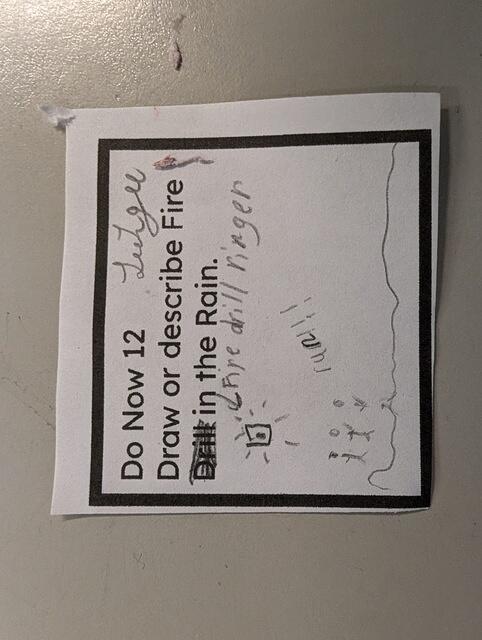 Do Now 12
Draw or describe Fire
Drill in the Rain.
Fire drill ringer
run!!!